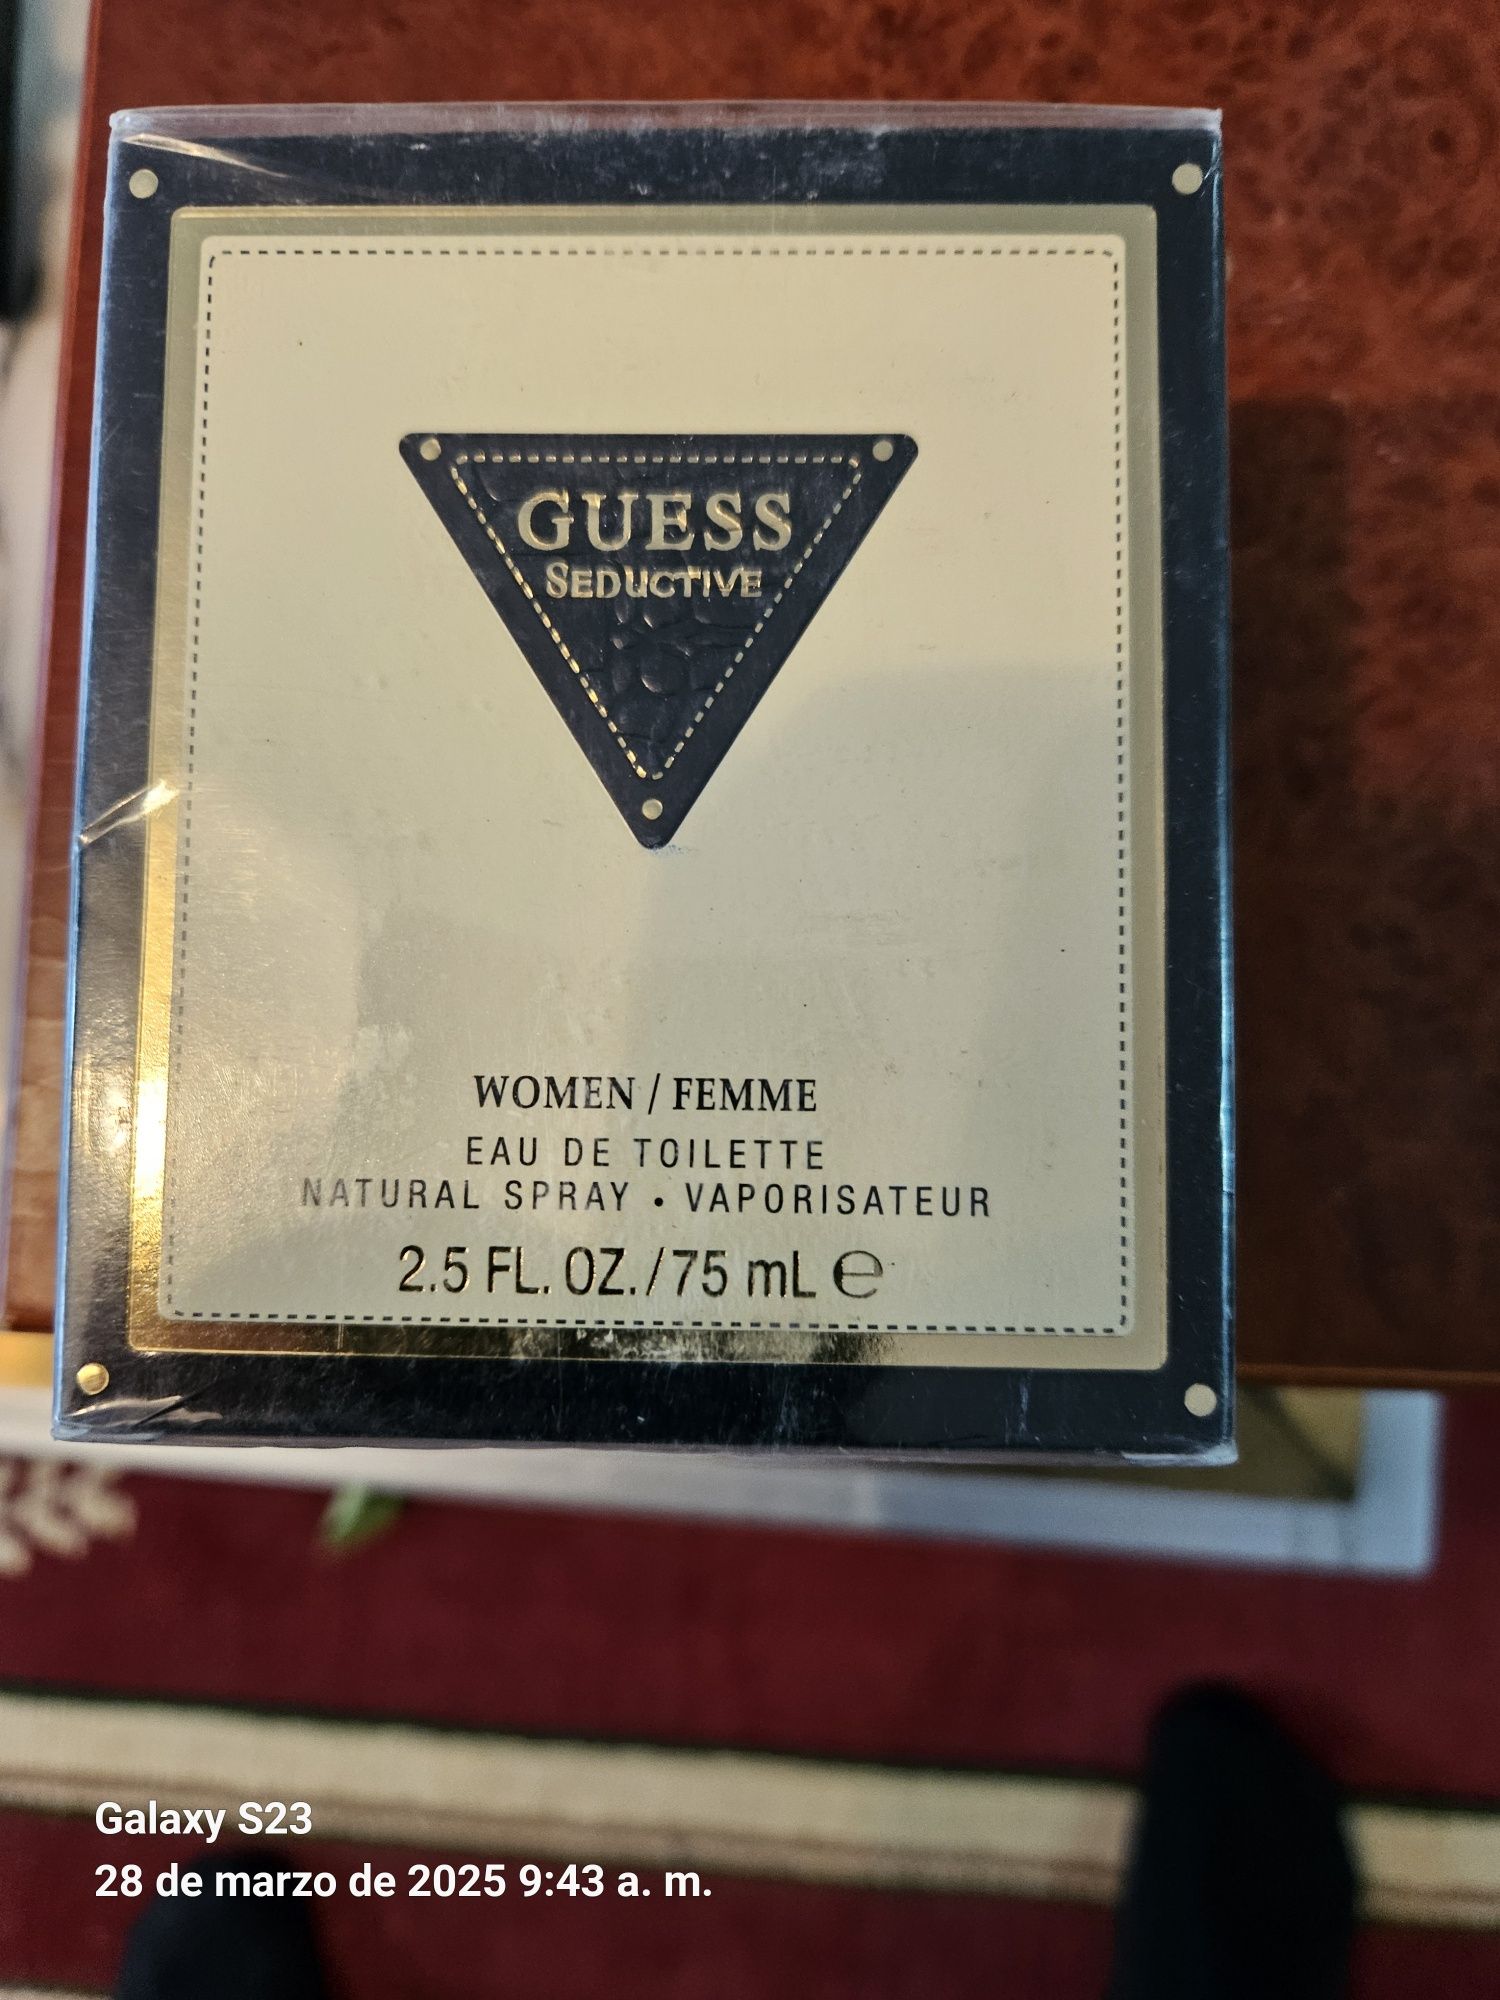 GUESS
SEDUCTIVE
WOMEN / FEMME
EAU DE TOILETTE
NATURAL SPRAY • VAPORISATEUR
2.5 FL. OZ./75 mL ℮
Galaxy S23
28 de marzo de 2025 9:43 a. m.